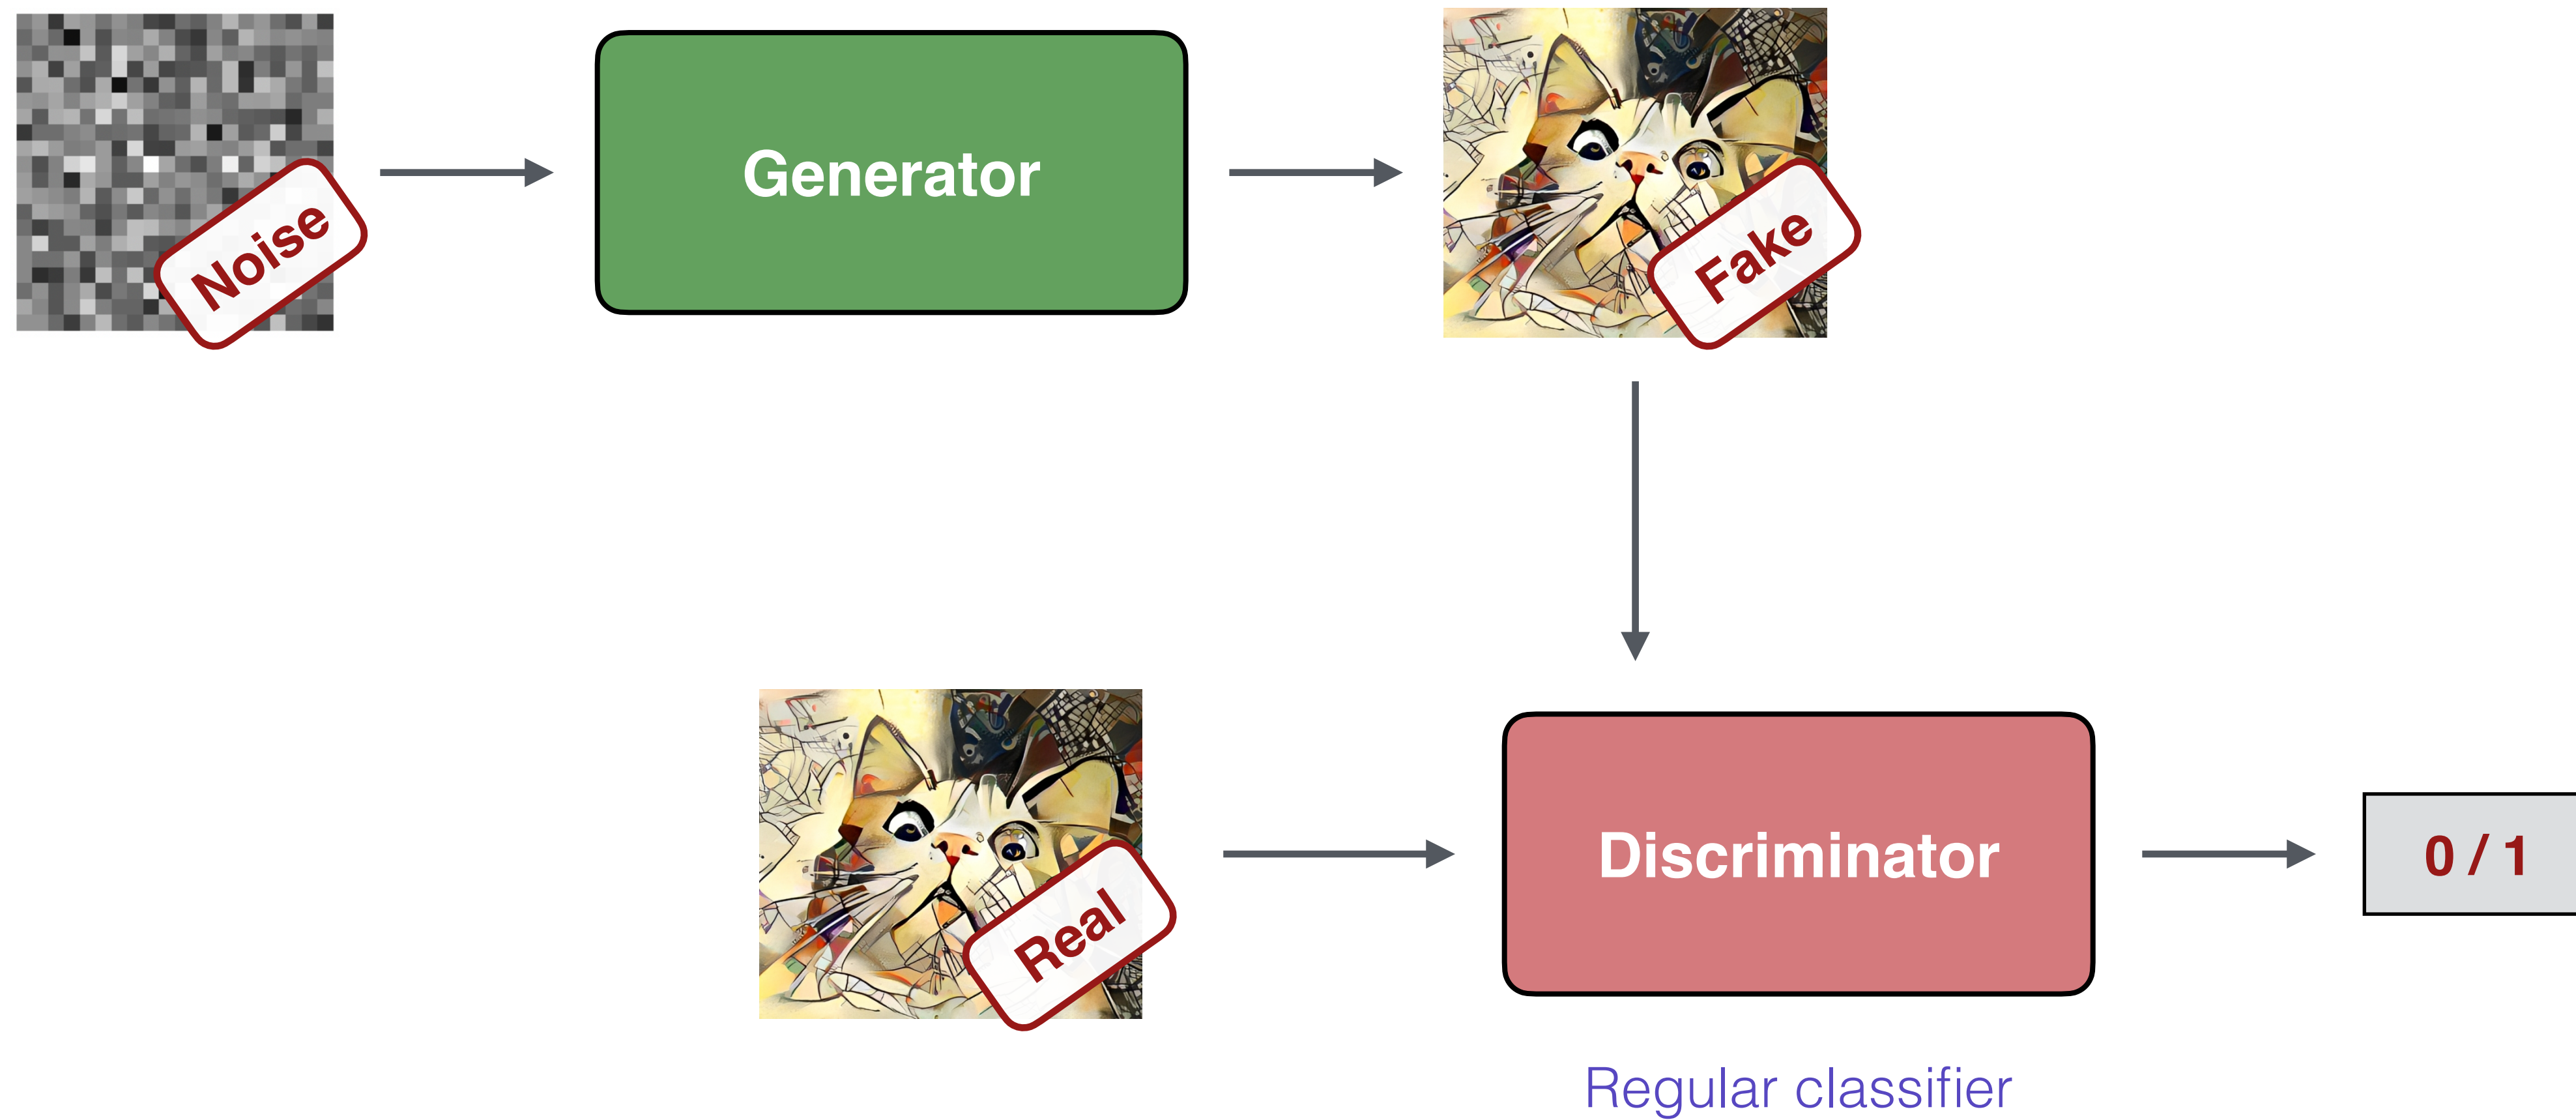 Noise
Generator
Fake
Real
Discriminator
0 / 1
Regular classifier